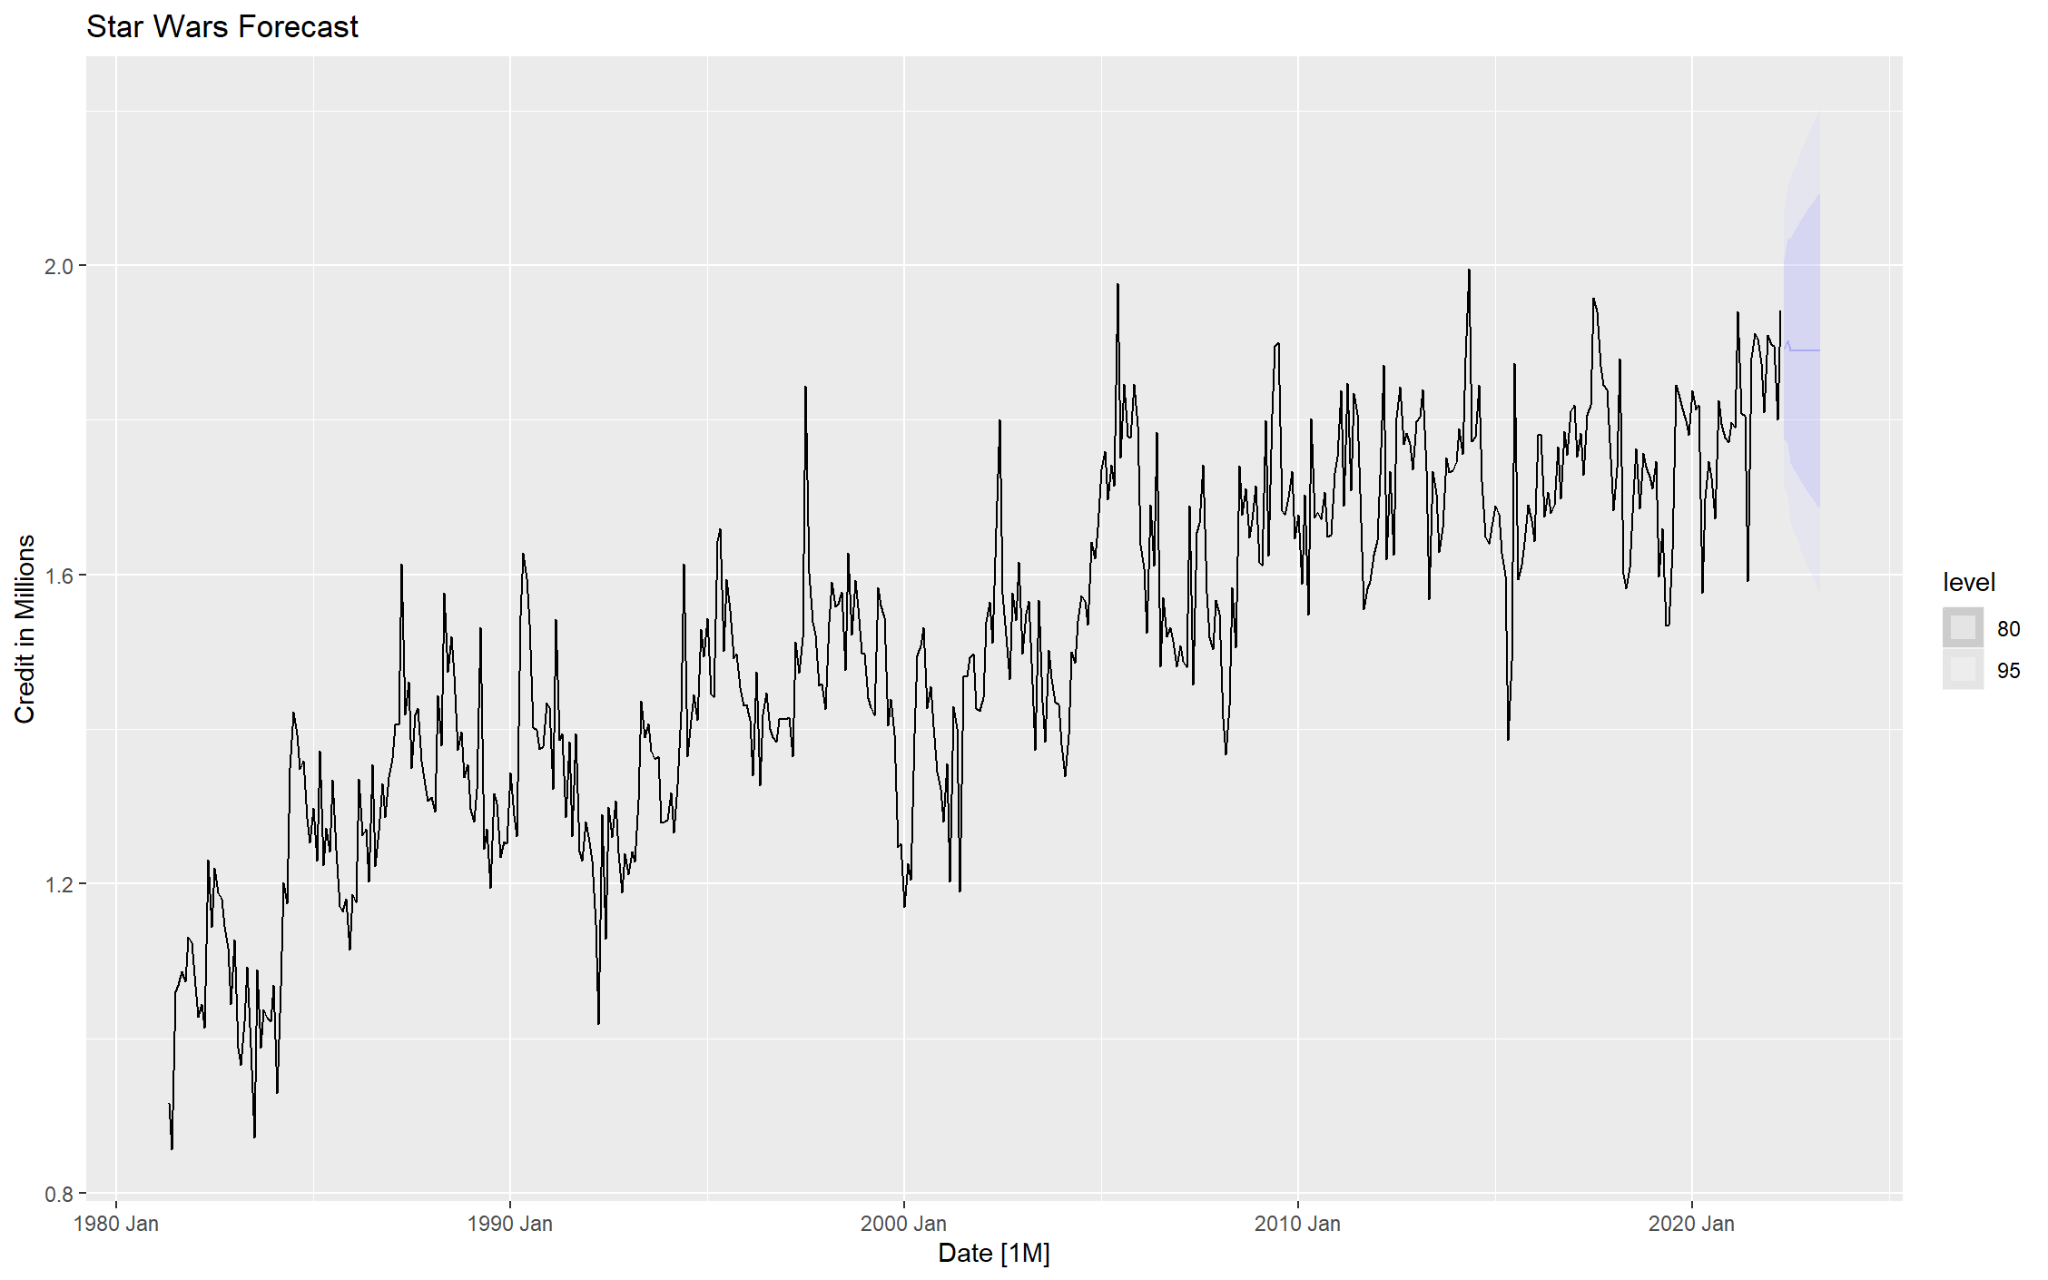 Star Wars Forecast
Credit in Millions
2.0
1.6
1.2
0.8
1980 Jan
1990 Jan
2000 Jan
2010 Jan
2020 Jan
Date [1M]
level
80
95